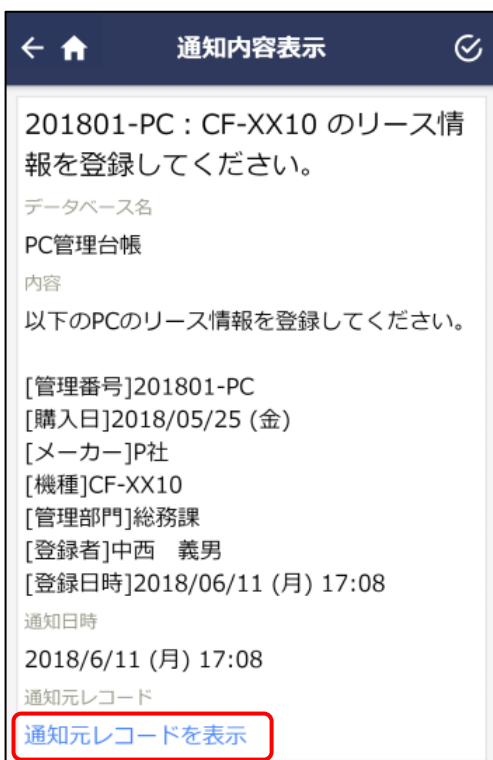 通知内容表示
201801-PC：CF-XX10 のリース情
報を登録してください。
データベース名
PC管理台帳
内容
以下のPCのリース情報を登録してください。
[管理番号]201801-PC
[購入日]2018/05/25 (金)
[メーカー]P社
[機種]CF-XX10
[管理部門]総務課
[登録者]中西　義男
[登録日時]2018/06/11 (月) 17:08
通知日時
2018/6/11 (月) 17:08
通知元レコード
通知元レコードを表示